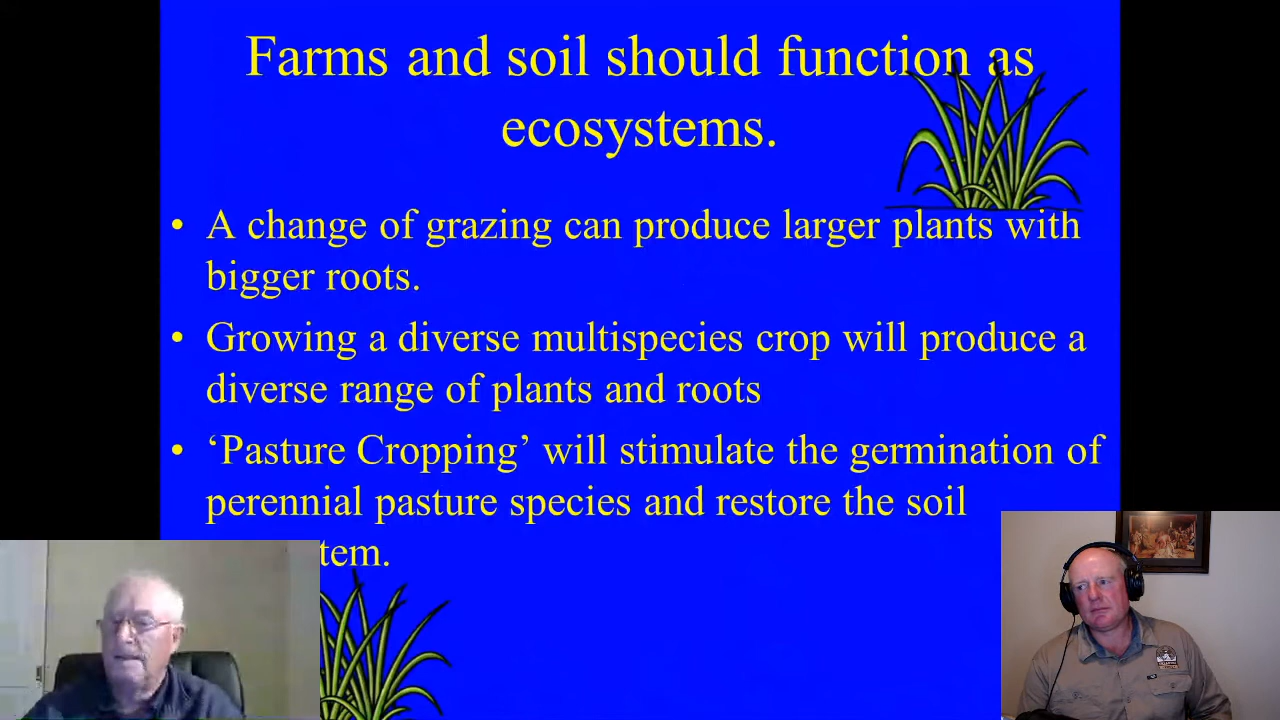 Farms and soil should function as
ecosystems.
• A change of grazing can produce larger plants with
bigger roots.
• Growing a diverse multispecies crop will produce a
diverse range of plants and roots
• ‘Pasture Cropping’ will stimulate the germination of
perennial pasture species and restore the soil
tem.